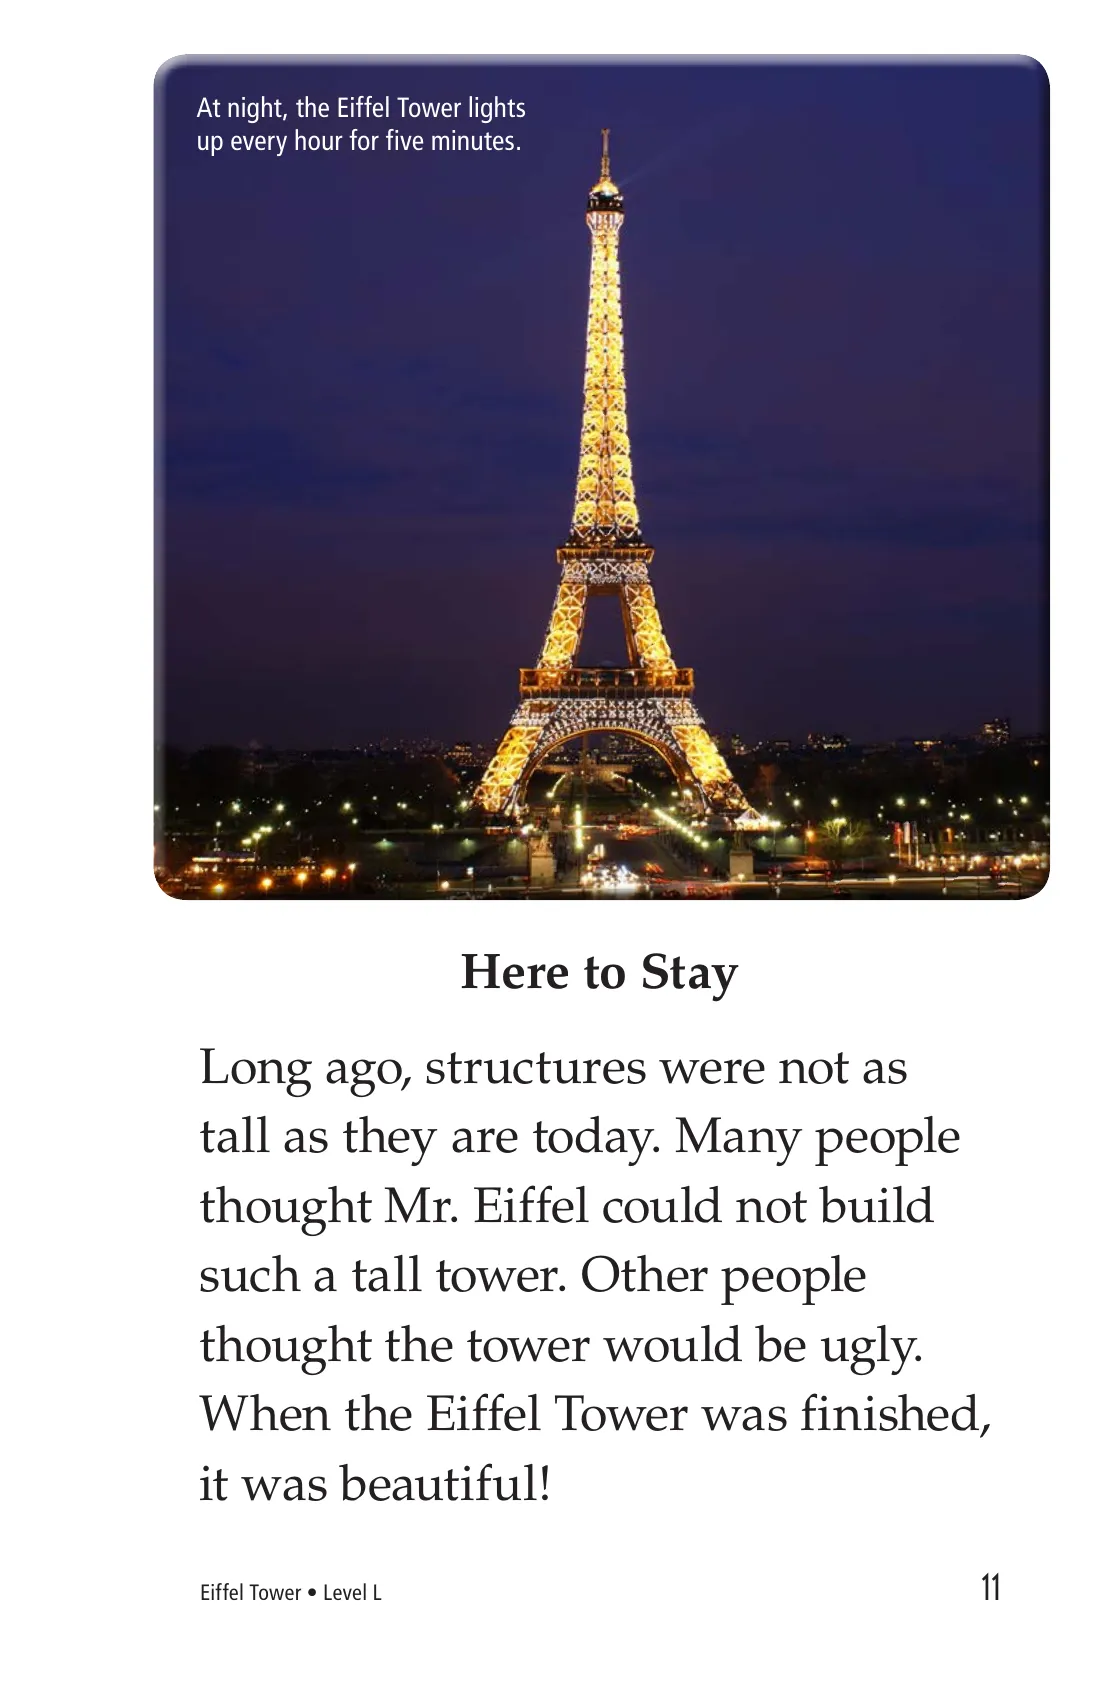 At night, the Eiffel Tower lights
up every hour for five minutes.
Here to Stay
Long ago, structures were not as
tall as they are today. Many people
thought Mr. Eiffel could not build
such a tall tower. Other people
thought the tower would be ugly.
When the Eiffel Tower was finished,
it was beautiful!
Eiffel Tower • Level L
11